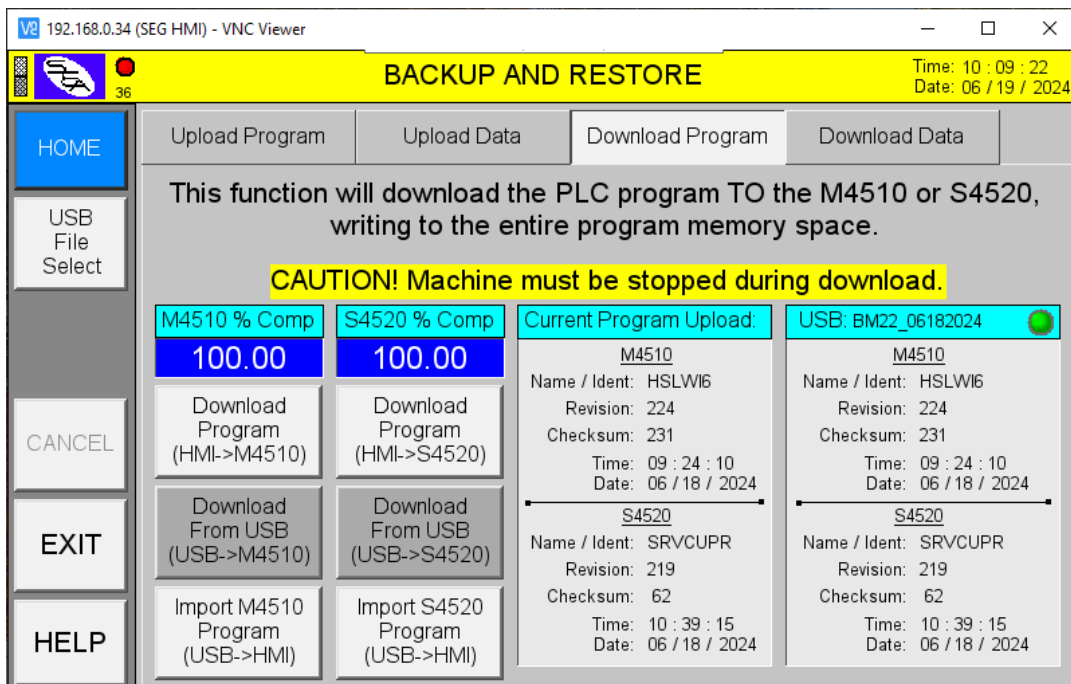 192.168.0.34 (SEG HMI) - VNC Viewer
36
BACKUP AND RESTORE
Time: 10 : 09 : 22
Date: 06 / 19 / 2024
HOME
USB
File
Select
CANCEL
EXIT
HELP
Upload Program
Upload Data
Download Program
Download Data
This function will download the PLC program TO the M4510 or S4520,
writing to the entire program memory space.
CAUTION! Machine must be stopped during download.
M4510 % Comp
100.00
Download
Program
(HMI->M4510)
Download
From USB
(USB->M4510)
Import M4510
Program
(USB->HMI)
S4520 % Comp
100.00
Download
Program
(HMI->S4520)
Download
From USB
(USB->S4520)
Import S4520
Program
(USB->HMI)
Current Program Upload:
M4510
Name / Ident: HSLWI6
Revision: 224
Checksum: 231
Time: 09 : 24 : 10
Date: 06 / 18 / 2024
S4520
Name / Ident: SRVCUPR
Revision: 219
Checksum: 62
Time: 10 : 39 : 15
Date: 06 / 18 / 2024
USB: BM22_06182024
M4510
Name / Ident: HSLWI6
Revision: 224
Checksum: 231
Time: 09 : 24 : 10
Date: 06 / 18 / 2024
S4520
Name / Ident: SRVCUPR
Revision: 219
Checksum: 62
Time: 10 : 39 : 15
Date: 06 / 18 / 2024